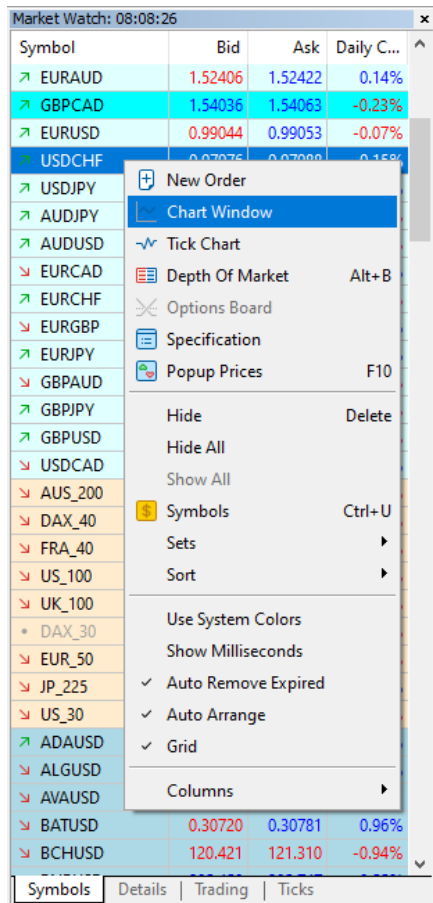 Market Watch: 08:08:26
Symbol Bid Ask Daily C...
EURAUD 1.52406 1.52422 0.14%
GBPCAD 1.54036 1.54063 -0.23%
EURUSD 0.99044 0.99053 -0.07%
USDCHF
USDJPY New Order
AUDJPY Chart Window
AUDUSD Tick Chart
EURCAD Depth Of Market Alt+B
EURCHF Options Board
EURGBP Specification
EURJPY Popup Prices F10
GBPAUD
GBPJPY Hide Delete
GBPUSD Hide All
USDCAD Show All
AUS_200 Symbols Ctrl+U
DAX_40 Sets
FRA_40 Sort
US_100
UK_100 Use System Colors
DAX_30 Show Milliseconds
EUR_50 Auto Remove Expired
JP_225 Auto Arrange
US_30 Grid
ADAUSD
ALGUSD Columns
AVAUSD
BATUSD 0.30720 0.30781 0.96%
BCHUSD 120.421 121.310 -0.94%
Symbols Details | Trading | Ticks